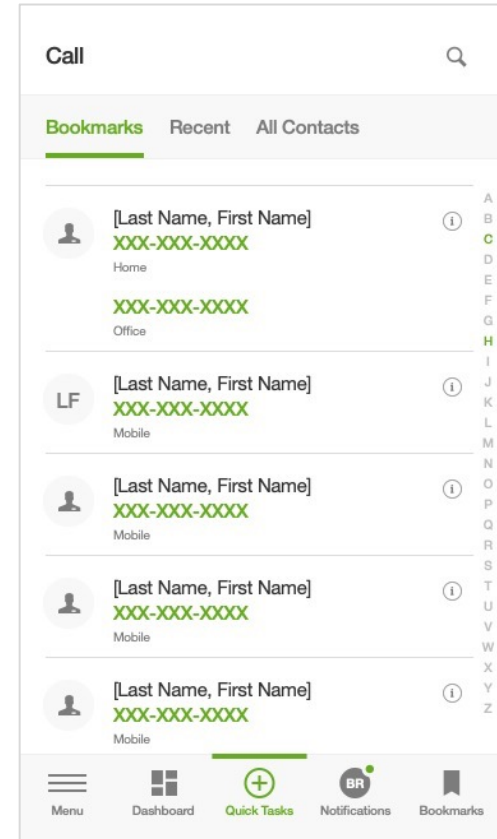 Call
Bookmarks Recent All Contacts
[Last Name, First Name]
XXX-XXX-XXXX
Home
XXX-XXX-XXXX
Office
LF
[Last Name, First Name]
XXX-XXX-XXXX
Mobile
[Last Name, First Name]
XXX-XXX-XXXX
Mobile
[Last Name, First Name]
XXX-XXX-XXXX
Mobile
[Last Name, First Name]
XXX-XXX-XXXX
Mobile
A
B
C
D
E
F
G
H
I
J
K
L
M
N
O
P
Q
R
S
T
U
V
W
X
Y
Z
BR
Menu Dashboard Quick Tasks Notifications Bookmarks